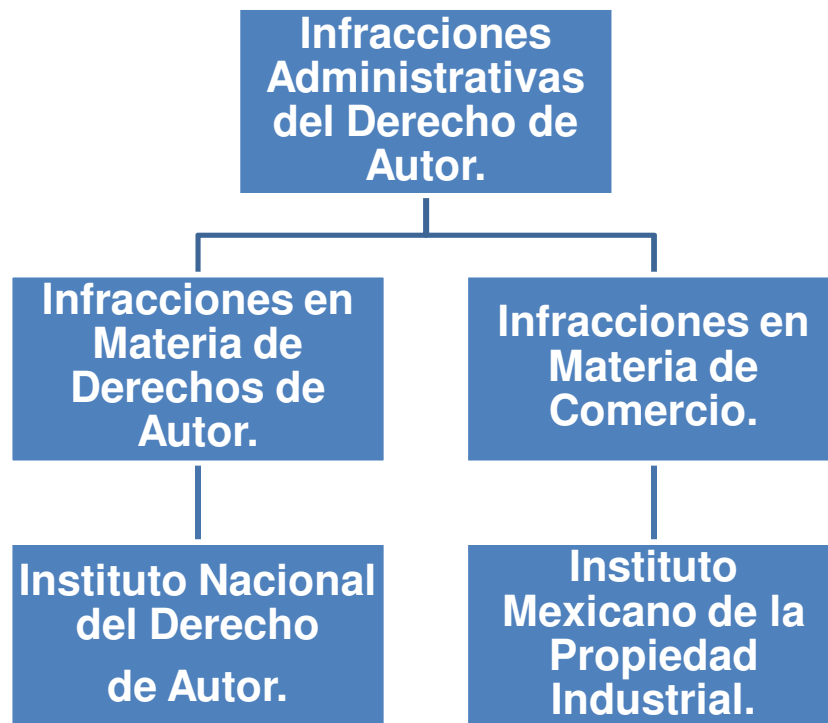 Infracciones
Administrativas
del Derecho de
Autor.
Infracciones en
Materia de
Derechos de
Autor.
Infracciones en
Materia de
Comercio.
Instituto Nacional
del Derecho
de Autor.
Instituto
Mexicano de la
Propiedad
Industrial.